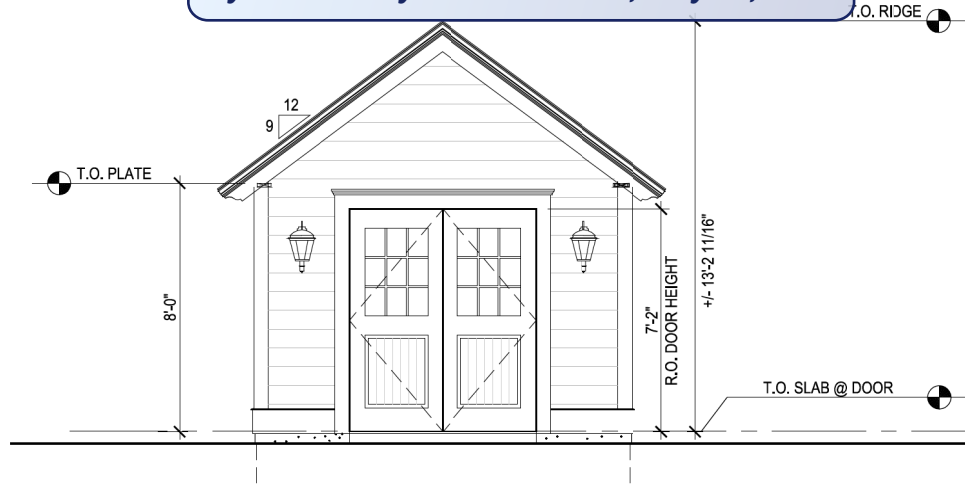 T.O. RIDGE
12
9
T.O. PLATE
8'-0"
7'-2"
R.O. DOOR HEIGHT
+/- 13'-2 11/16"
T.O. SLAB @ DOOR